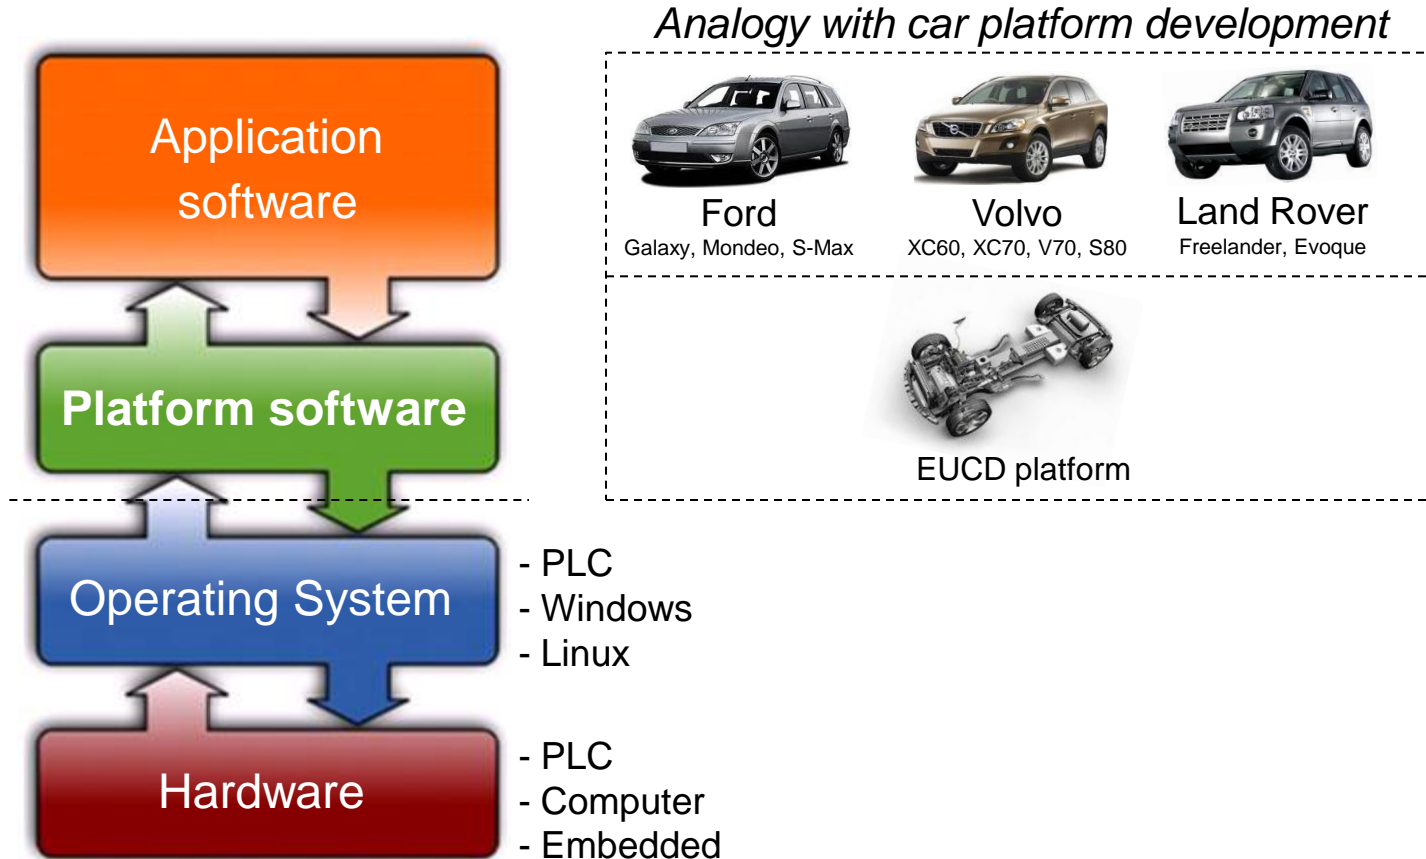 Analogy with car platform development
Application
software
Ford
Galaxy, Mondeo, S-Max
Volvo
XC60, XC70, V70, S80
Land Rover
Freelander, Evoque
Platform software
EUCD platform
Operating System
- PLC
- Windows
- Linux
Hardware
- PLC
- Computer
- Embedded